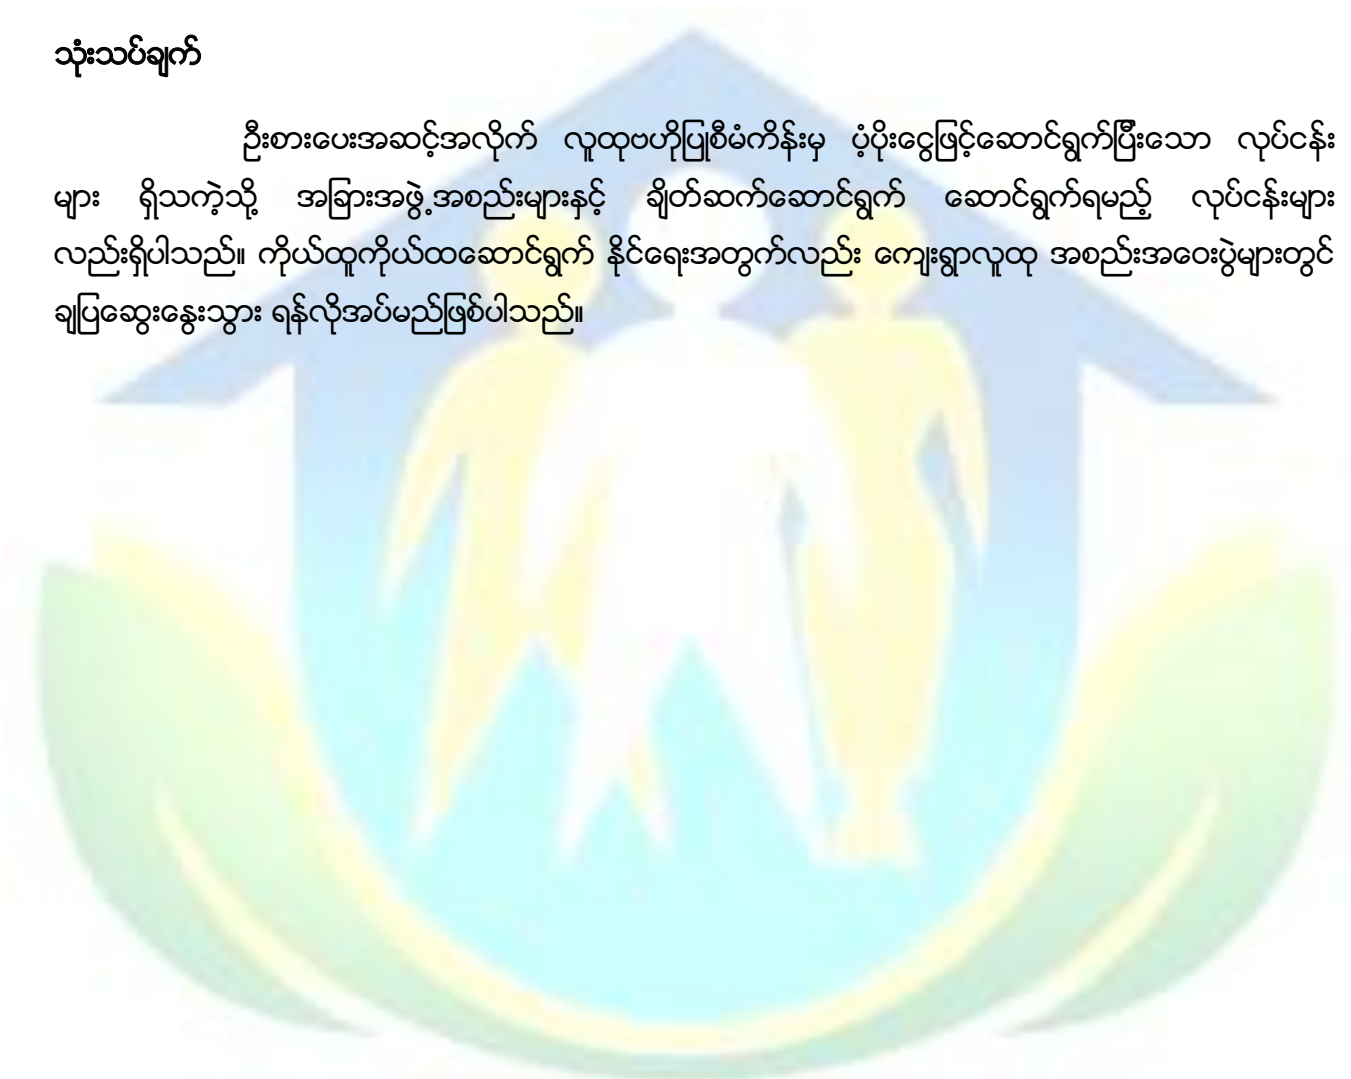 သုံးသပ်ချက်
ဦးစားပေးအဆင့်အလိုက် လူထုဗဟိုပြုစီမံကိန်းမှ ပံ့ပိုးငွေဖြင့်ဆောင်ရွက်ပြီးသော လုပ်ငန်း
များ ရှိသကဲ့သို့ အခြားအဖွဲ့အစည်းများနှင့် ချိတ်ဆက်ဆောင်ရွက် ဆောင်ရွက်ရမည့် လုပ်ငန်းများ
လည်းရှိပါသည်။ ကိုယ်ထူကိုယ်ထဆောင်ရွက် နိုင်ရေးအတွက်လည်း ကျေးရွာလူထု အစည်းအဝေးပွဲများတွင်
ချပြဆွေးနွေးသွား ရန်လိုအပ်မည်ဖြစ်ပါသည်။